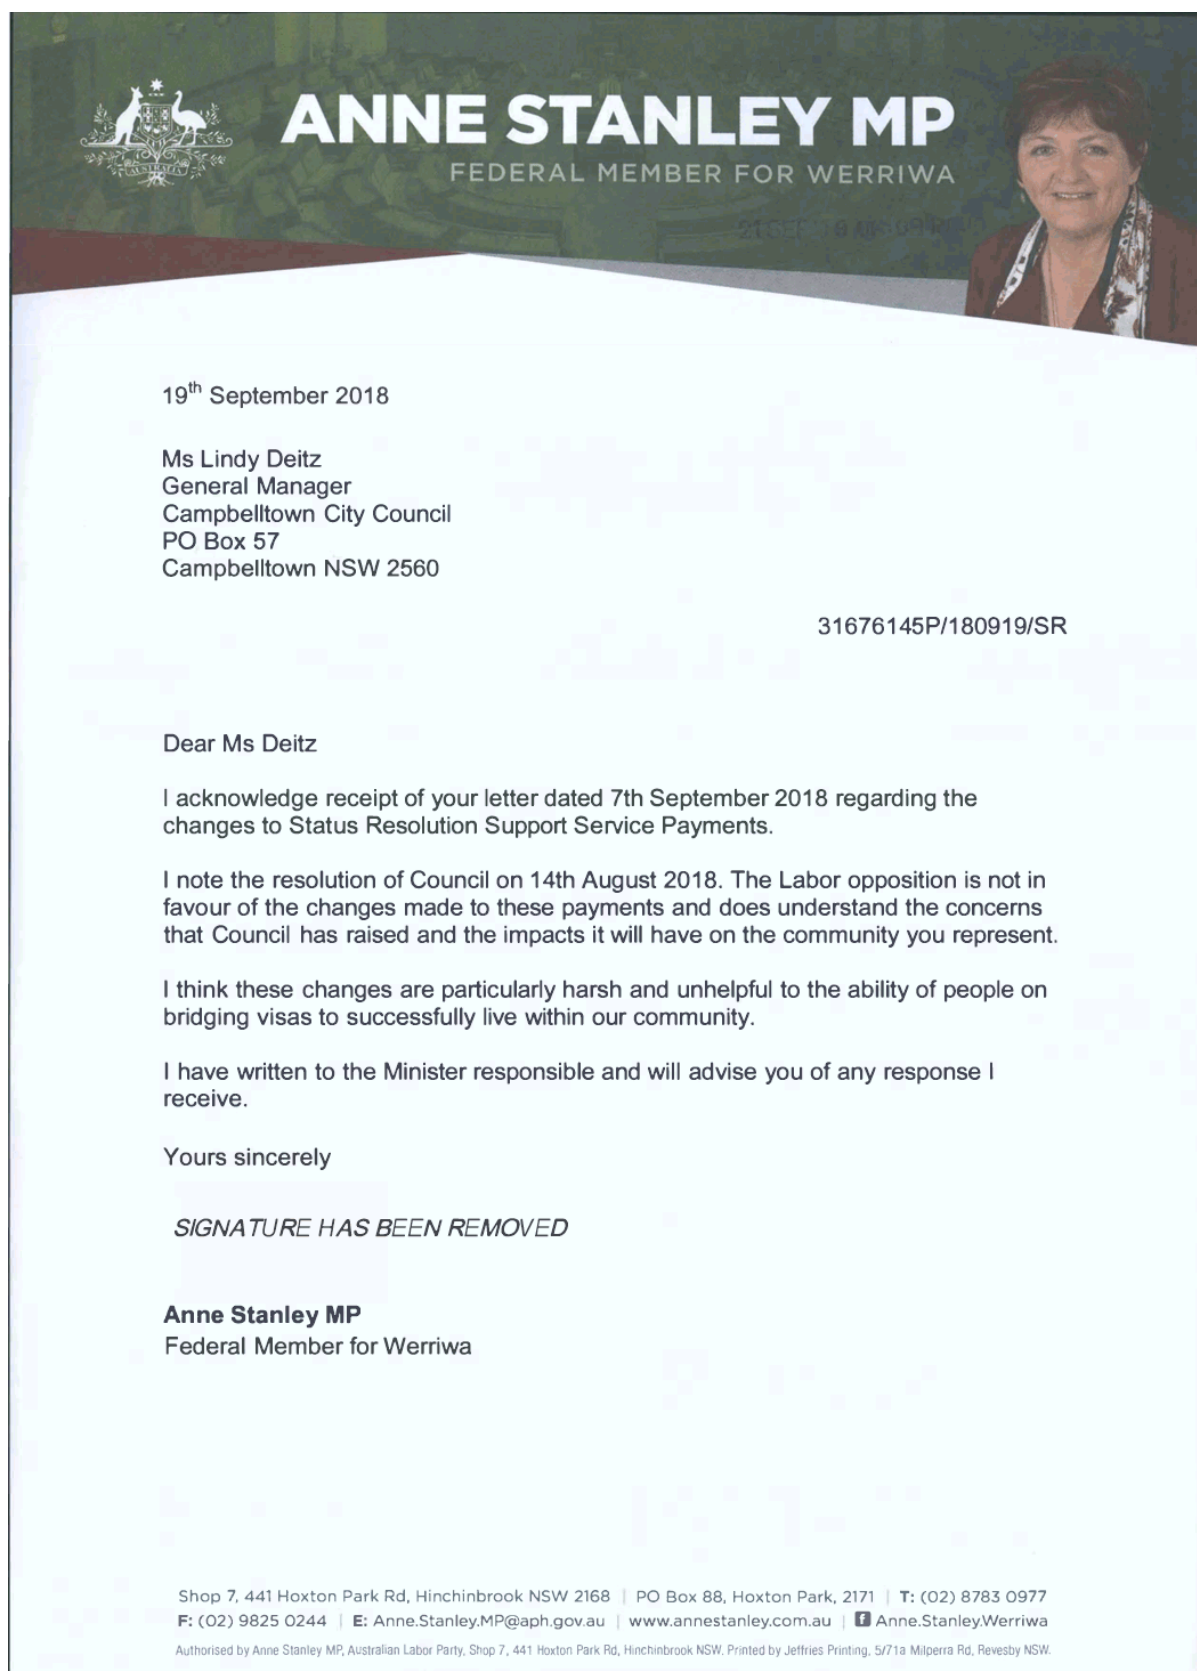 ANNE STANLEY MP
FEDERAL MEMBER FOR WERRIWA
AUSTRALIA
21 SEP '18
19th September 2018
Ms Lindy Deitz
General Manager
Campbelltown City Council
PO Box 57
Campbelltown NSW 2560
31676145P/180919/SR
Dear Ms Deitz
I acknowledge receipt of your letter dated 7th September 2018 regarding the
changes to Status Resolution Support Service Payments.
I note the resolution of Council on 14th August 2018. The Labor opposition is not in
favour of the changes made to these payments and does understand the concerns
that Council has raised and the impacts it will have on the community you represent.
I think these changes are particularly harsh and unhelpful to the ability of people on
bridging visas to successfully live within our community.
I have written to the Minister responsible and will advise you of any response I
receive.
Yours sincerely
SIGNATURE HAS BEEN REMOVED
Anne Stanley MP
Federal Member for Werriwa
Shop 7, 441 Hoxton Park Rd, Hinchinbrook NSW 2168 | PO Box 88, Hoxton Park, 2171 | T: (02) 8783 0977
F: (02) 9825 0244 | E: Anne.Stanley.MP@aph.gov.au | www.annestanley.com.au | f Anne.Stanley.Werriwa
Authorised by Anne Stanley MP, Australian Labor Party, Shop 7, 441 Hoxton Park Rd, Hinchinbrook NSW. Printed by Jeffries Printing, 5/71a Milperra Rd, Revesby NSW.